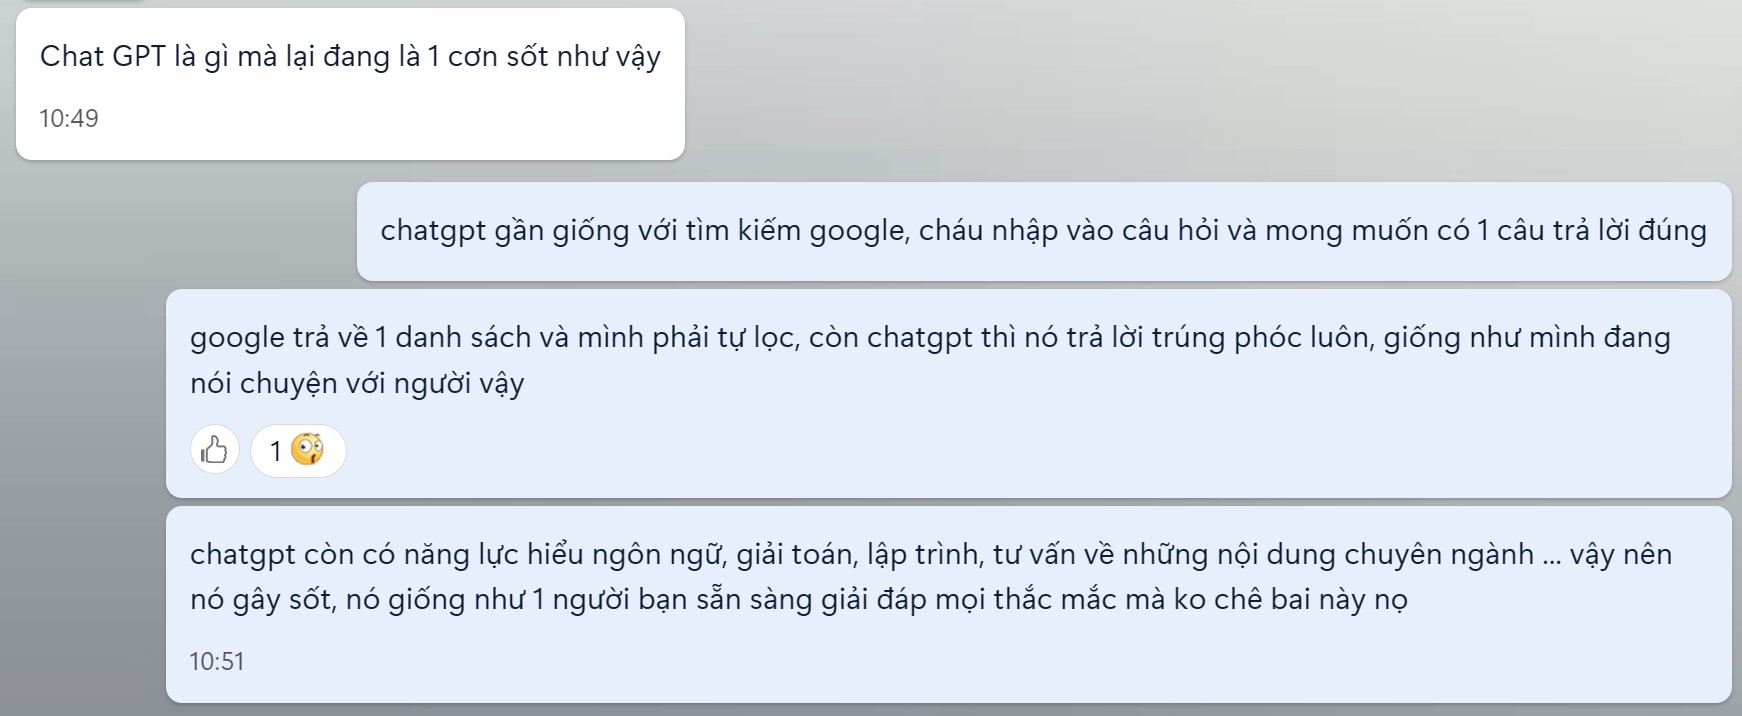 Chat GPT là gì mà lại đang là 1 cơn sốt như vậy
10:49
chatgpt gần giống với tìm kiếm google, cháu nhập vào câu hỏi và mong muốn có 1 câu trả lời đúng
google trả về 1 danh sách và mình phải tự lọc, còn chatgpt thì nó trả lời trúng phóc luôn, giống như mình đang
nói chuyện với người vậy
1
chatgpt còn có năng lực hiểu ngôn ngữ, giải toán, lập trình, tư vấn về những nội dung chuyên ngành ... vậy nên
nó gây sốt, nó giống như 1 người bạn sẵn sàng giải đáp mọi thắc mắc mà ko chê bai này nọ
10:51